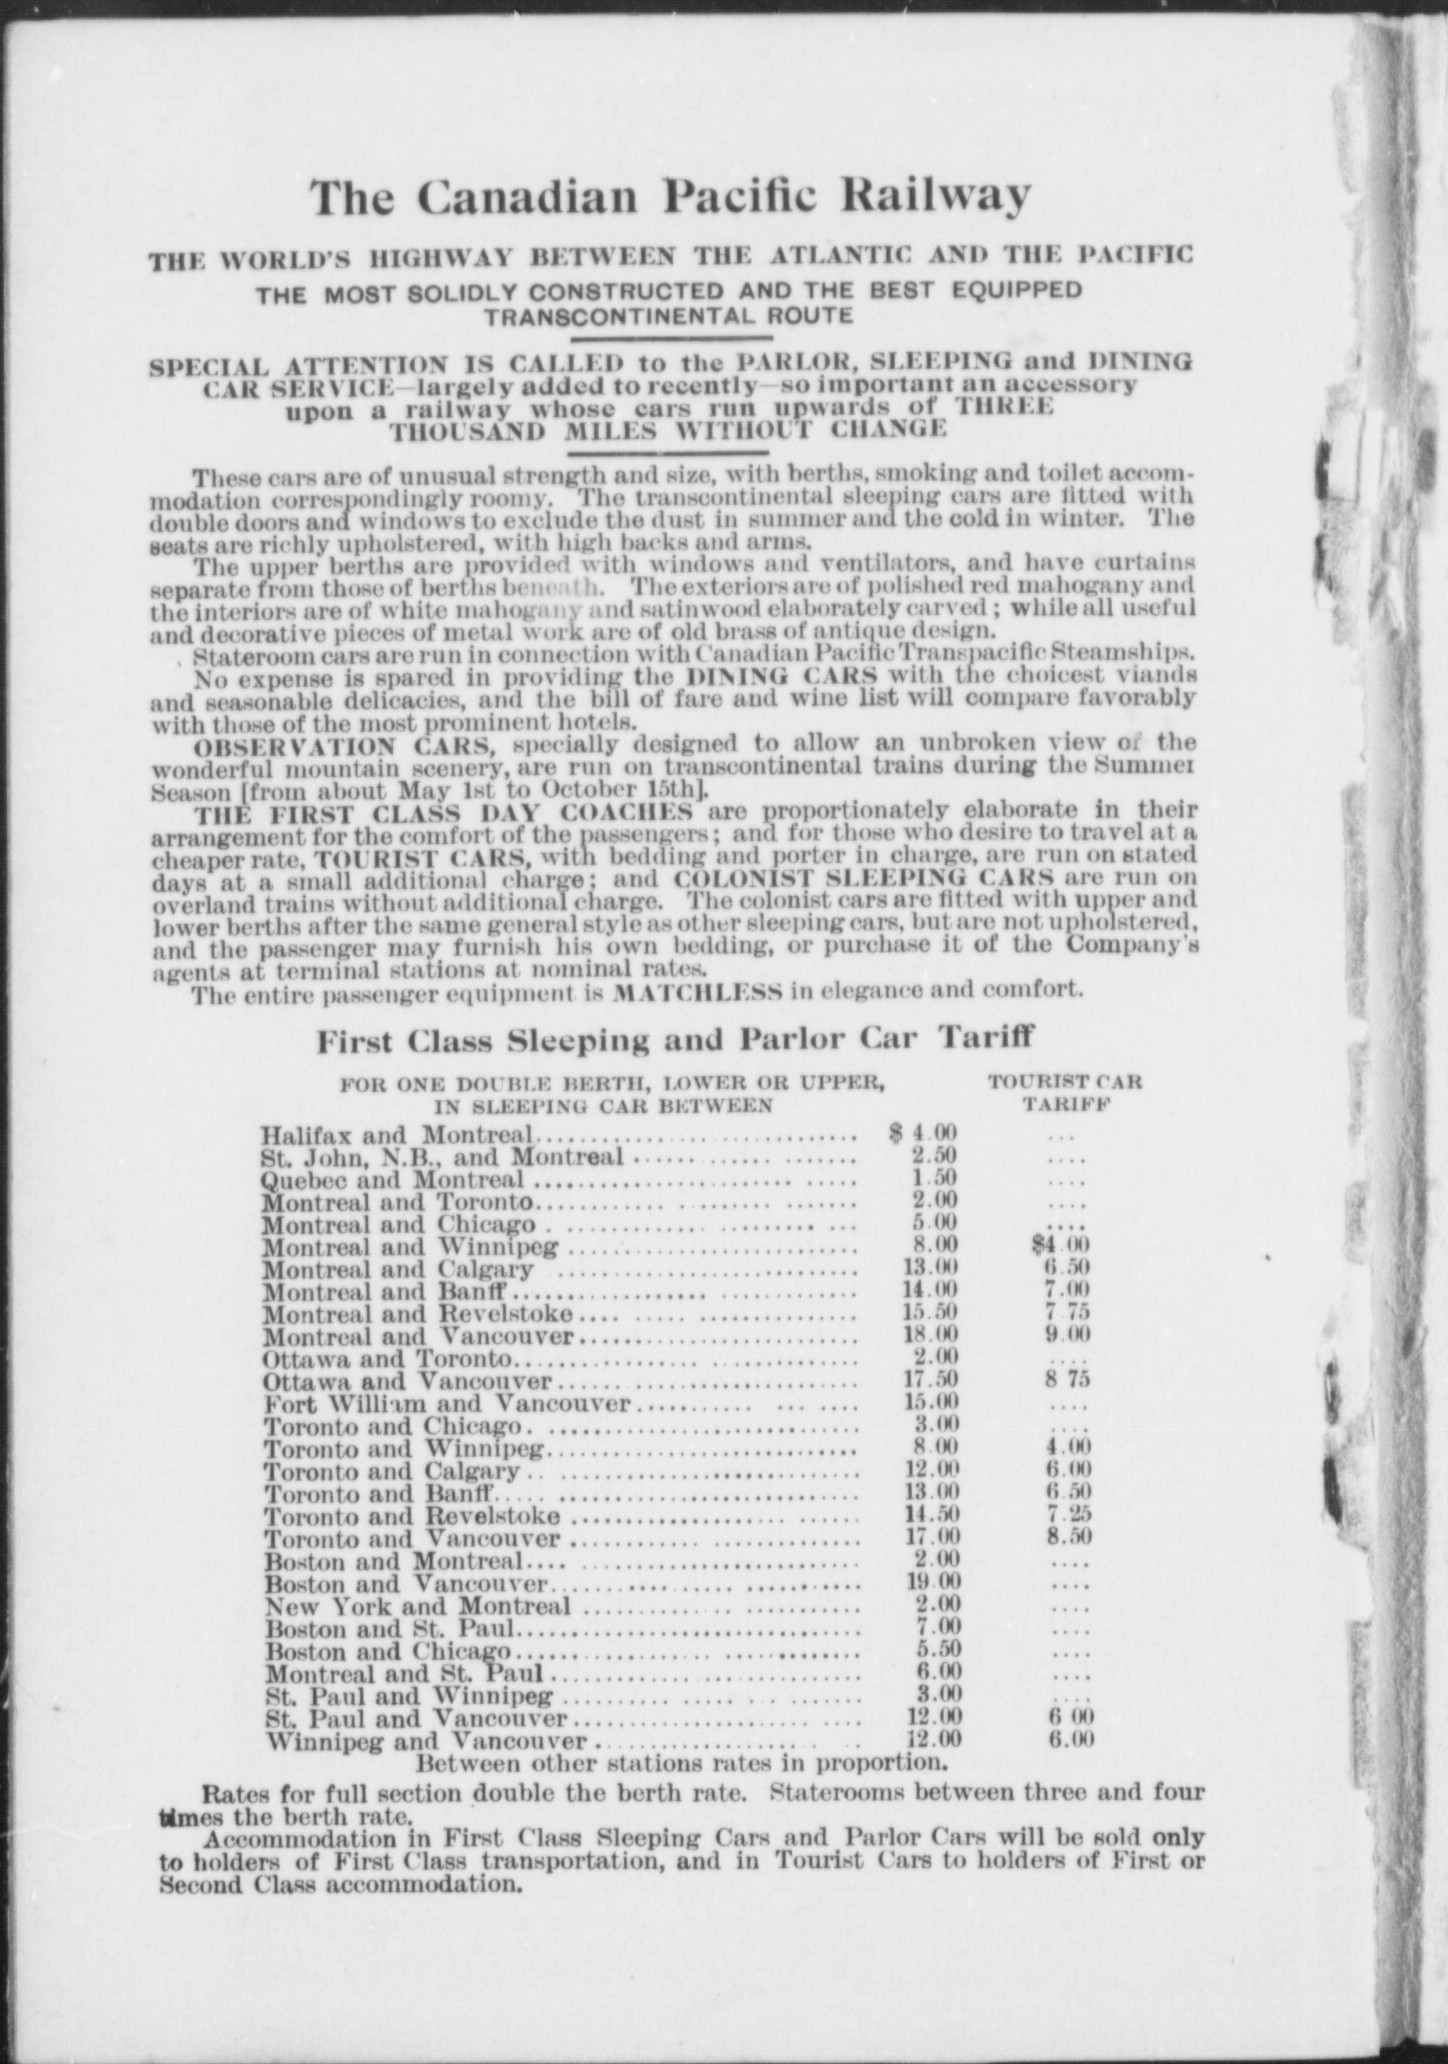 The Canadian Pacific Railway
THE WORLD'S HIGHWAY BETWEEN THE ATLANTIC AND THE PACIFIC
THE MOST SOLIDLY CONSTRUCTED AND THE BEST EQUIPPED
TRANSCONTINENTAL ROUTE
SPECIAL ATTENTION IS CALLED to the PARLOR, SLEEPING and DINING
CAR SERVICE—largely added to recently—so important an accessory
upon a railway whose cars run upwards of THREE
THOUSAND MILES WITHOUT CHANGE
These cars are of unusual strength and size, with berths, smoking and toilet accom-
modation correspondingly roomy. The transcontinental sleeping cars are fitted with
double doors and windows to exclude the dust in summer and the cold in winter. The
seats are richly upholstered, with high backs and arms.
The upper berths are provided with windows and ventilators, and have curtains
separate from those of berths beneath. The exteriors are of polished red mahogany and
the interiors are of white mahogany and satinwood elaborately carved; while all useful
and decorative pieces of metal work are of old brass of antique design.
Stateroom cars are run in connection with Canadian Pacific Transpacific Steamships.
No expense is spared in providing the DINING CARS with the choicest viands
and seasonable delicacies, and the bill of fare and wine list will compare favorably
with those of the most prominent hotels.
OBSERVATION CARS, specially designed to allow an unbroken view of the
wonderful mountain scenery, are run on transcontinental trains during the Summer
Season [from about May 1st to October 15th].
THE FIRST CLASS DAY COACHES are proportionately elaborate in their
arrangement for the comfort of the passengers; and for those who desire to travel at a
cheaper rate, TOURIST CARS, with bedding and porter in charge, are run on stated
days at a small additional charge; and COLONIST SLEEPING CARS are run on
overland trains without additional charge. The colonist cars are fitted with upper and
lower berths after the same general style as other sleeping cars, but are not upholstered,
and the passenger may furnish his own bedding, or purchase it of the Company's
agents at terminal stations at nominal rates.
The entire passenger equipment is MATCHLESS in elegance and comfort.
First Class Sleeping and Parlor Car Tariff
FOR ONE DOUBLE BERTH, LOWER OR UPPER, TOURIST CAR
IN SLEEPING CAR BETWEEN TARIFF
Halifax and Montreal.............................. $ 4.00 ...
St. John, N.B., and Montreal .................... 2.50 ....
Quebec and Montreal ............................. 1.50 ....
Montreal and Toronto............................. 2.00 ....
Montreal and Chicago ............................ 5.00 ....
Montreal and Winnipeg ........................... 8.00 $4.00
Montreal and Calgary ............................ 13.00 6.50
Montreal and Banff............................... 14.00 7.00
Montreal and Revelstoke.......................... 15.50 7 75
Montreal and Vancouver........................... 18.00 9.00
Ottawa and Toronto............................... 2.00 ....
Ottawa and Vancouver............................. 17.50 8 75
Fort William and Vancouver....................... 15.00 ....
Toronto and Chicago.............................. 3.00 ....
Toronto and Winnipeg............................. 8.00 4.00
Toronto and Calgary.............................. 12.00 6.00
Toronto and Banff................................ 13.00 6.50
Toronto and Revelstoke .......................... 14.50 7.25
Toronto and Vancouver ........................... 17.00 8.50
Boston and Montreal.............................. 2.00 ....
Boston and Vancouver............................. 19.00 ....
New York and Montreal ........................... 2.00 ....
Boston and St. Paul.............................. 7.00 ....
Boston and Chicago............................... 5.50 ....
Montreal and St. Paul............................ 6.00 ....
St. Paul and Winnipeg ........................... 3.00 ....
St. Paul and Vancouver........................... 12.00 6 00
Winnipeg and Vancouver .......................... 12.00 6.00
Between other stations rates in proportion.
Rates for full section double the berth rate. Staterooms between three and four
times the berth rate.
Accommodation in First Class Sleeping Cars and Parlor Cars will be sold only
to holders of First Class transportation, and in Tourist Cars to holders of First or
Second Class accommodation.